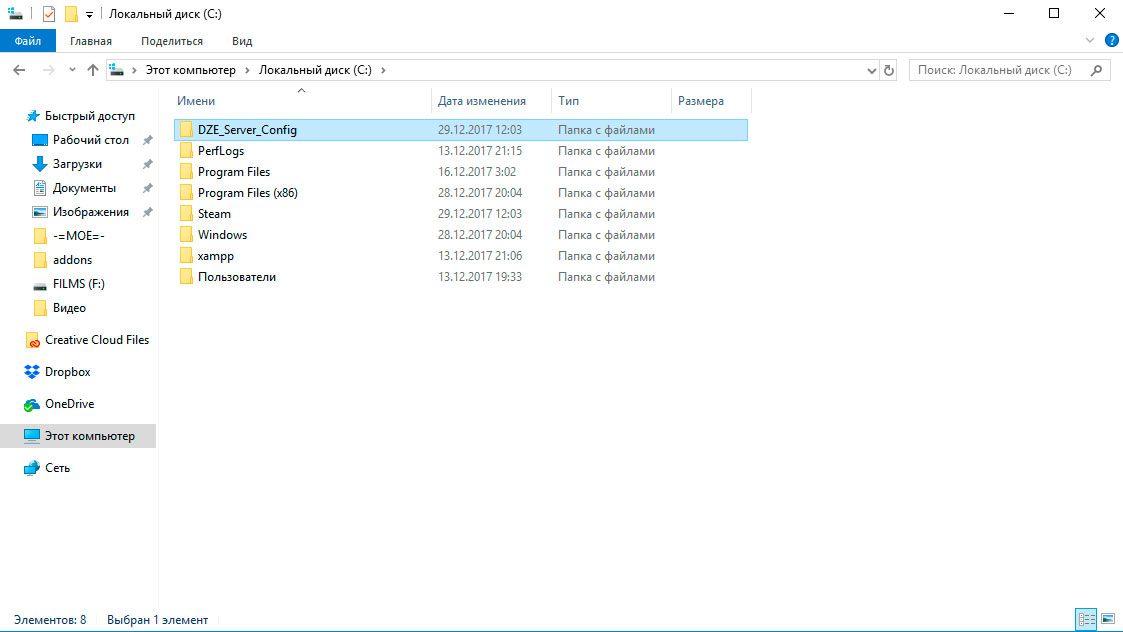 Локальный диск (C:)
Файл Главная Поделиться Вид
Этот компьютер Локальный диск (C:) Поиск: Локальный диск (C:)
Имени Дата изменения Тип Размера
Быстрый доступ
Рабочий стол
Загрузки
Документы
Изображения
-=MOE=-
addons
FILMS (F:)
Видео
Creative Cloud Files
Dropbox
OneDrive
Этот компьютер
Сеть
DZE_Server_Config 29.12.2017 12:03 Папка с файлами
PerfLogs 13.12.2017 21:15 Папка с файлами
Program Files 16.12.2017 3:02 Папка с файлами
Program Files (x86) 28.12.2017 20:04 Папка с файлами
Steam 29.12.2017 12:03 Папка с файлами
Windows 28.12.2017 20:04 Папка с файлами
xampp 13.12.2017 21:06 Папка с файлами
Пользователи 13.12.2017 19:33 Папка с файлами
Элементов: 8 Выбран 1 элемент